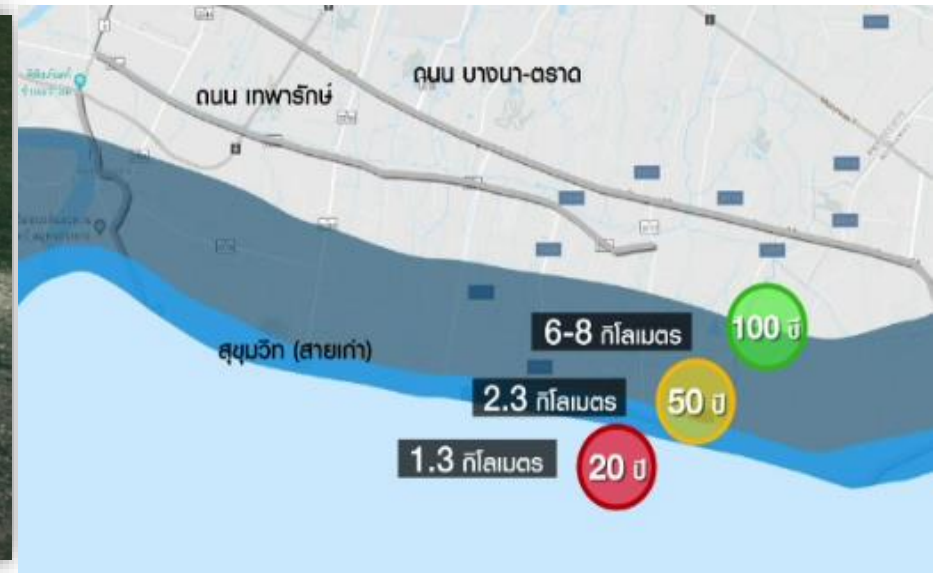 ถนน บางนา-ตราด
ถนน เทพารักษ์
สุขุมวิท (สายเก่า)
6-8 กิโลเมตร
100 ปี
2.3 กิโลเมตร
50 ปี
1.3 กิโลเมตร
20 ปี